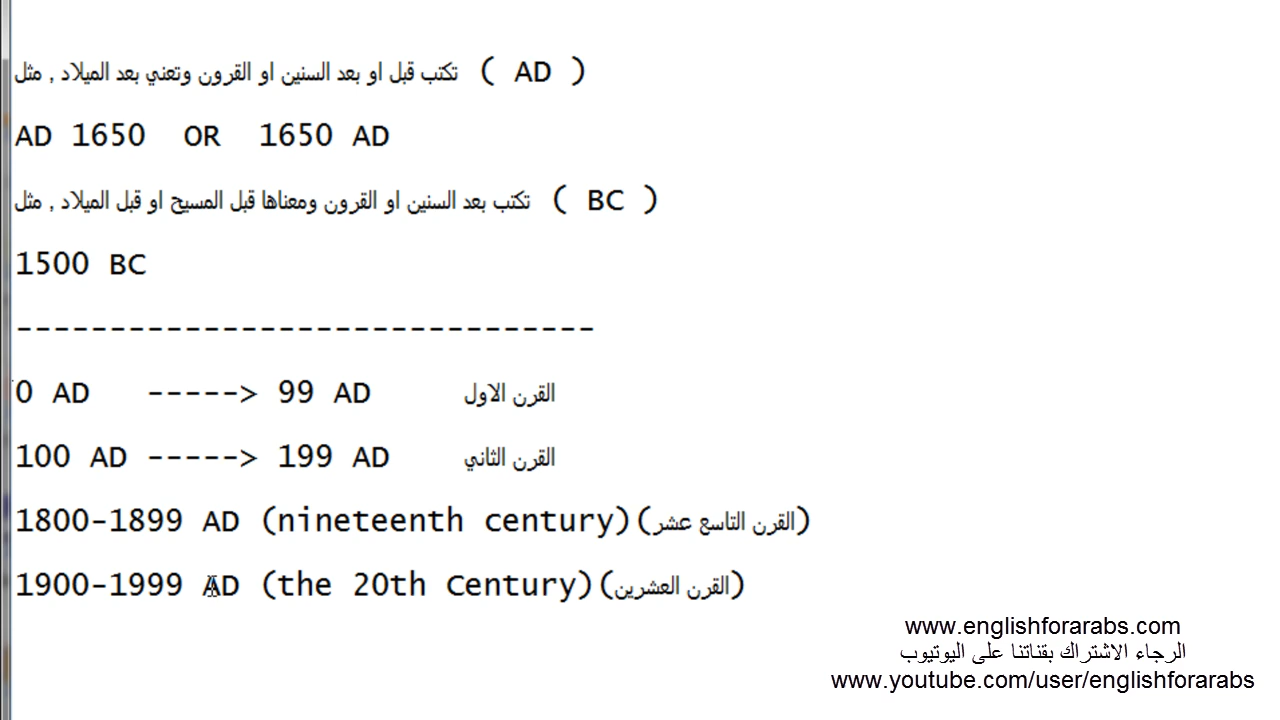 ( AD ) تكتب قبل او بعد السنين او القرون وتعني بعد الميلاد , مثل
AD 1650 OR 1650 AD
( BC ) تكتب بعد السنين او القرون ومعناها قبل المسيح او قبل الميلاد , مثل
1500 BC
-------------------------------
0 AD -----> 99 AD القرن الاول
100 AD -----> 199 AD القرن الثاني
1800-1899 AD (nineteenth century)(القرن التاسع عشر)
1900-1999 AD (the 20th Century)(القرن العشرين)
www.englishforarabs.com
الرجاء الاشتراك بقناتنا على اليوتيوب
www.youtube.com/user/englishforarabs